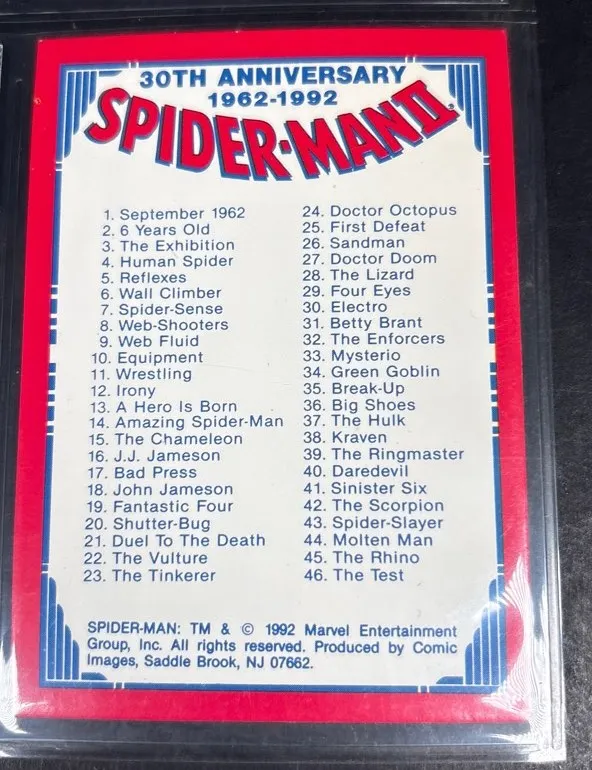 30TH ANNIVERSARY
1962-1992
SPIDER-MAN II
1. September 1962
2. 6 Years Old
3. The Exhibition
4. Human Spider
5. Reflexes
6. Wall Climber
7. Spider-Sense
8. Web-Shooters
9. Web Fluid
10. Equipment
11. Wrestling
12. Irony
13. A Hero Is Born
14. Amazing Spider-Man
15. The Chameleon
16. J.J. Jameson
17. Bad Press
18. John Jameson
19. Fantastic Four
20. Shutter-Bug
21. Duel To The Death
22. The Vulture
23. The Tinkerer
24. Doctor Octopus
25. First Defeat
26. Sandman
27. Doctor Doom
28. The Lizard
29. Four Eyes
30. Electro
31. Betty Brant
32. The Enforcers
33. Mysterio
34. Green Goblin
35. Break-Up
36. Big Shoes
37. The Hulk
38. Kraven
39. The Ringmaster
40. Daredevil
41. Sinister Six
42. The Scorpion
43. Spider-Slayer
44. Molten Man
45. The Rhino
46. The Test
SPIDER-MAN: TM & © 1992 Marvel Entertainment
Group, Inc. All rights reserved. Produced by Comic
Images, Saddle Brook, NJ 07662.